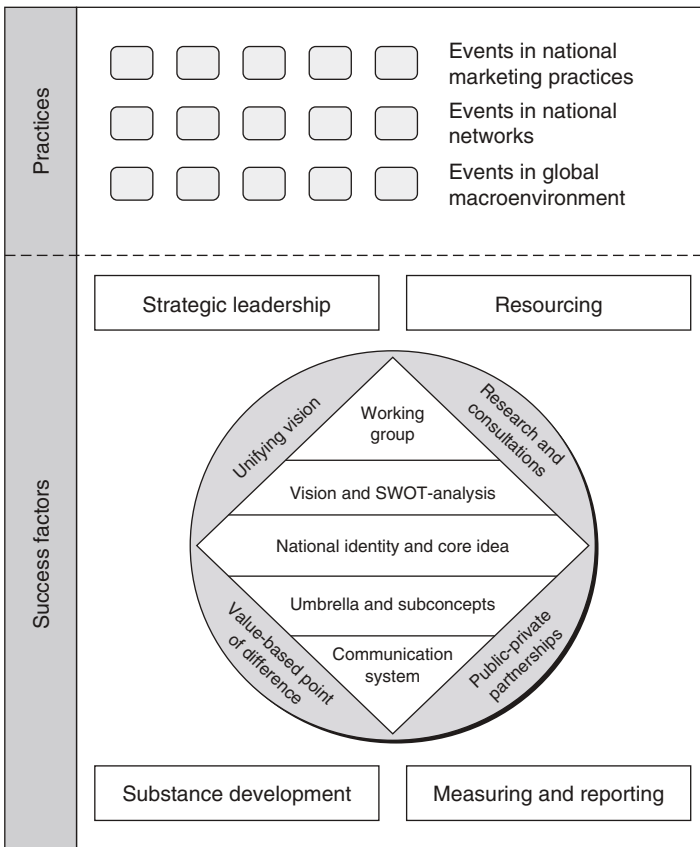 Practices
Events in national
marketing practices
Events in national
networks
Events in global
macroenvironment
Success factors
Strategic leadership
Resourcing
Unifying vision
Research and
consultations
Working
group
Vision and SWOT-analysis
National identity and core idea
Umbrella and subconcepts
Communication
system
Value-based point
of difference
Public-private
partnerships
Substance development
Measuring and reporting